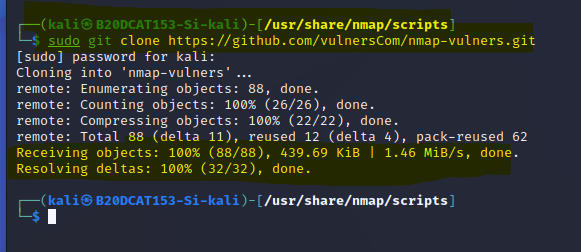 ┌──(kali㉿B20DCAT153-Si-kali)-[/usr/share/nmap/scripts]
└─$ sudo git clone https://github.com/vulnersCom/nmap-vulners.git
[sudo] password for kali:
Cloning into 'nmap-vulners'...
remote: Enumerating objects: 88, done.
remote: Counting objects: 100% (26/26), done.
remote: Compressing objects: 100% (22/22), done.
remote: Total 88 (delta 11), reused 12 (delta 4), pack-reused 62
Receiving objects: 100% (88/88), 439.69 KiB | 1.46 MiB/s, done.
Resolving deltas: 100% (32/32), done.
┌──(kali㉿B20DCAT153-Si-kali)-[/usr/share/nmap/scripts]
└─$